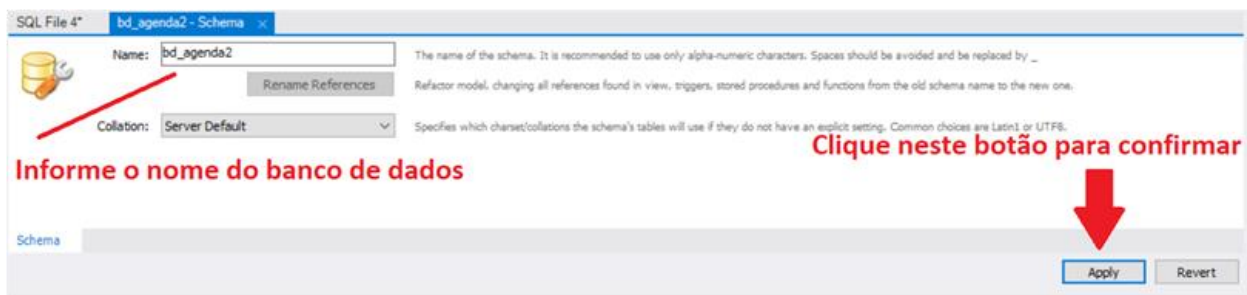 SQL File 4*
bd_agenda2 - Schema ×
Name: bd_agenda2
The name of the schema. It is recommended to use only alpha-numeric characters. Spaces should be avoided and be replaced by _
Rename References
Refactor model, changing all references found in view, triggers, stored procedures and functions from the old schema name to the new one.
Collation: Server Default
Specifies which charset/collations the schema's tables will use if they do not have an explicit setting. Common choices are Latin1 or UTF8.
Clique neste botão para confirmar
Informe o nome do banco de dados
Schema
Apply
Revert